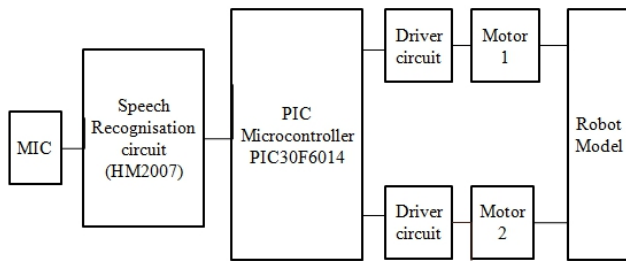 MIC
Speech
Recognisation
circuit
(HM2007)
PIC
Microcontroller
PIC30F6014
Driver
circuit
Motor
1
Driver
circuit
Motor
2
Robot
Model